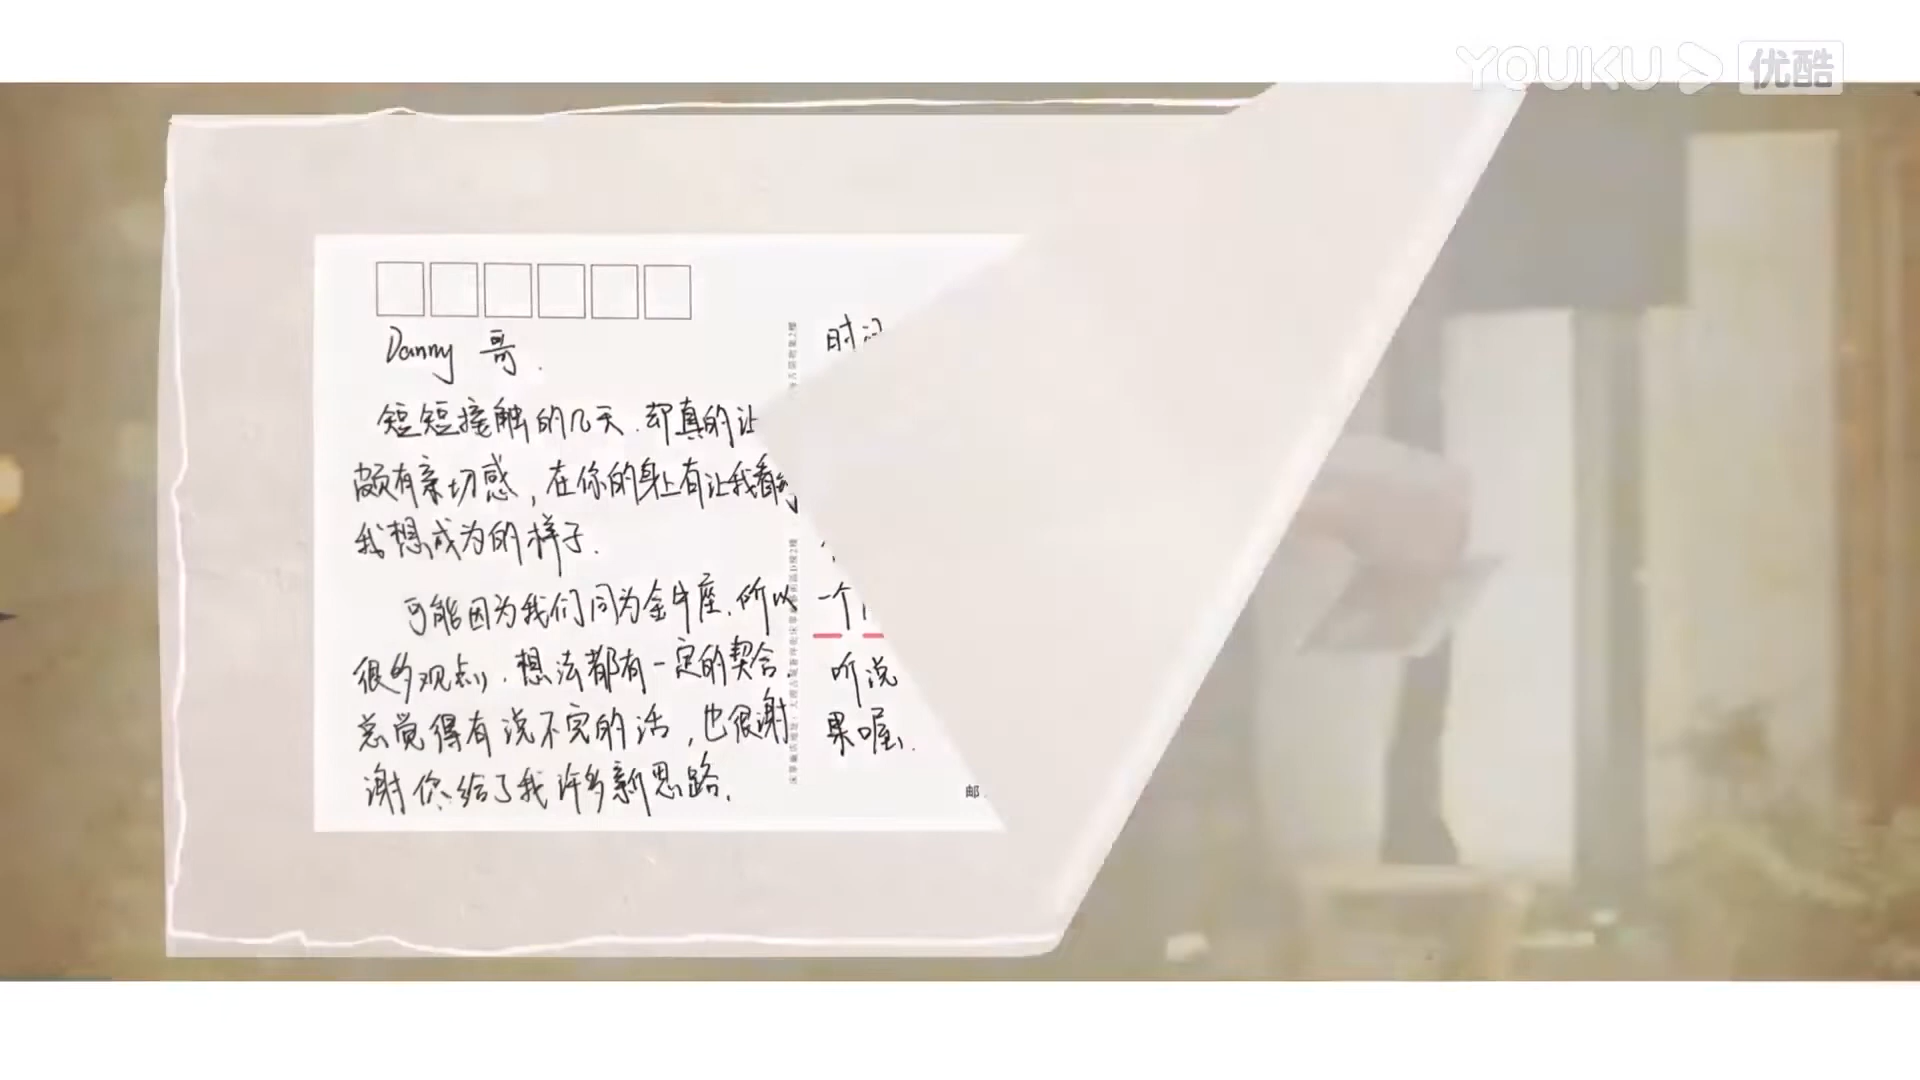 YOUKU 优酷
Danny 哥.
短短接触的几天.却真的让
颇有亲切感,在你的身上有让我看到
我想成为的样子.
可能因为我们同为金牛座.所以
很多观点.想法都有一定的契合.
总觉得有说不完的话,也很谢
谢你给了我许多新思路.
时
一个
听说
果喔.
邮